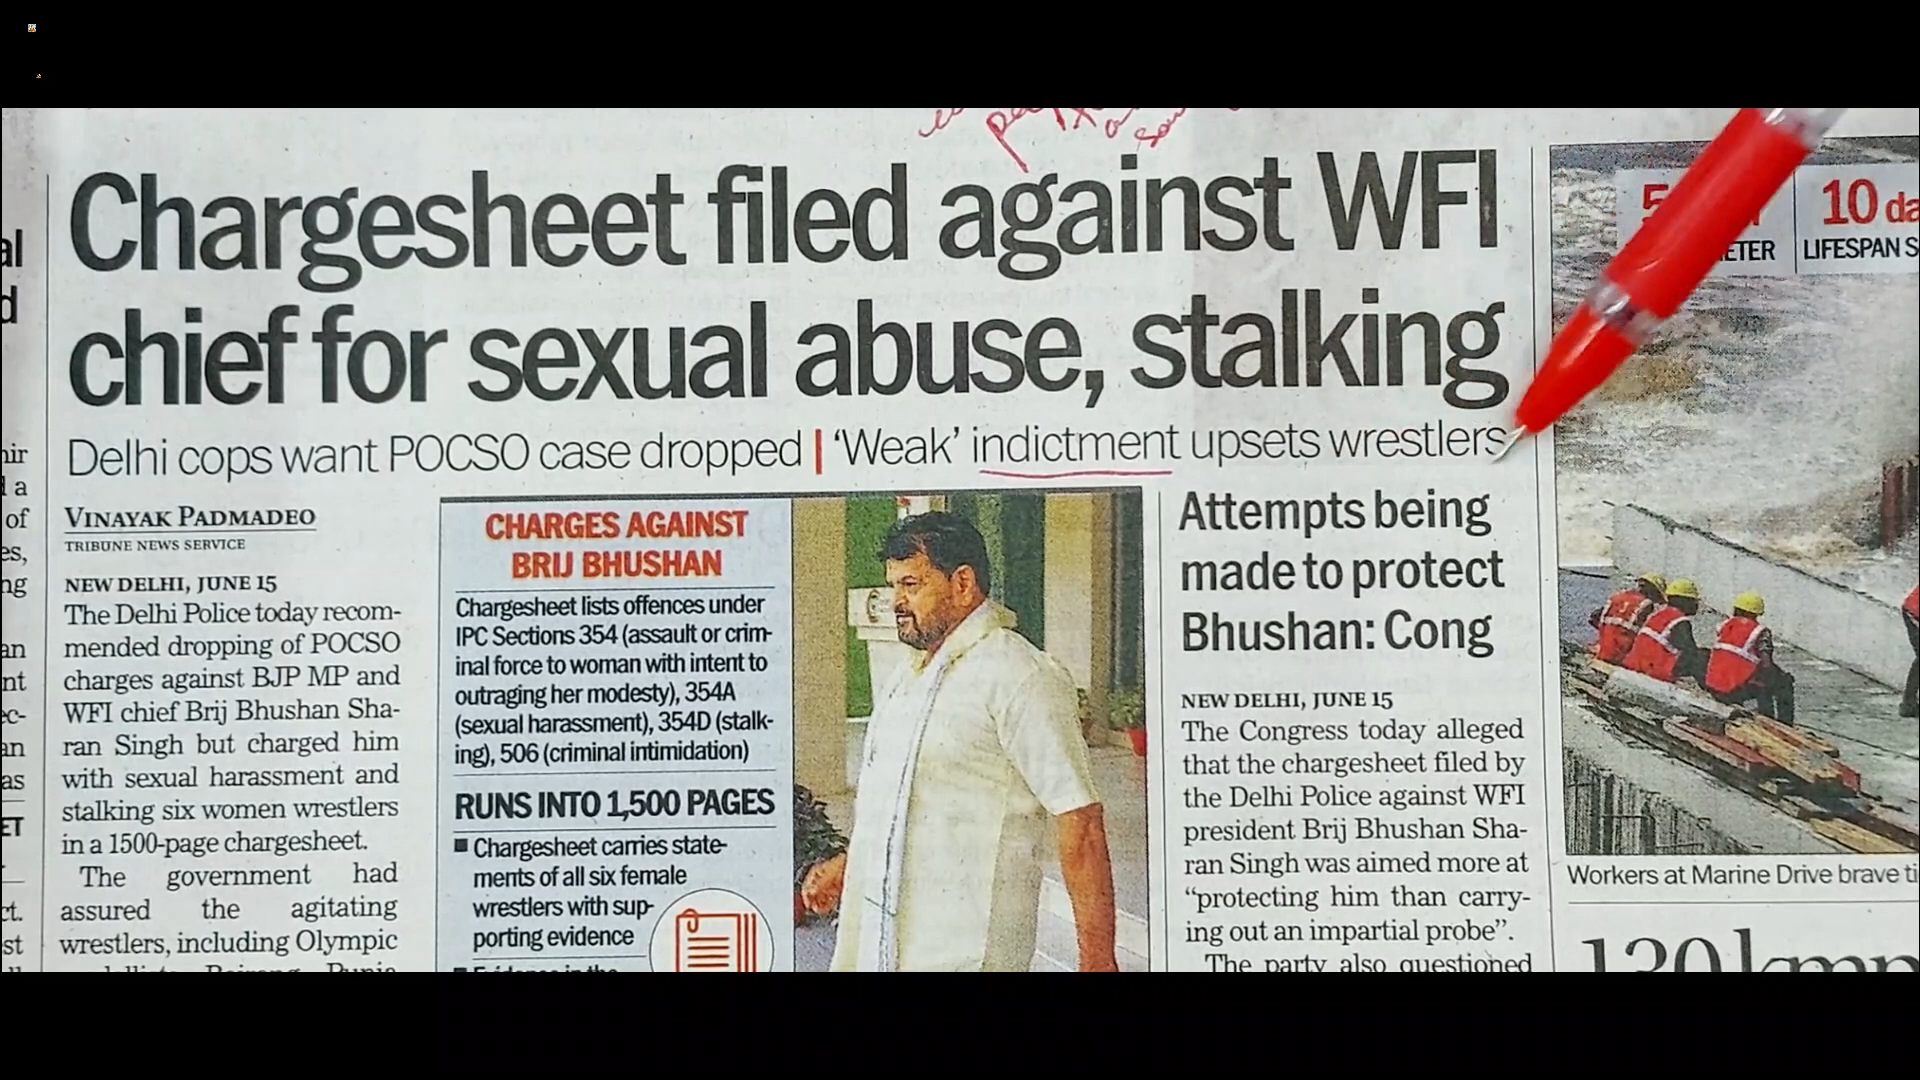 Chargesheet filed against WFI
chief for sexual abuse, stalking
Delhi cops want POCSO case dropped | ‘Weak’ indictment upsets wrestlers
VINAYAK PADMADEO
TRIBUNE NEWS SERVICE
NEW DELHI, JUNE 15
The Delhi Police today recom-
mended dropping of POCSO
charges against BJP MP and
WFI chief Brij Bhushan Sha-
ran Singh but charged him
with sexual harassment and
stalking six women wrestlers
in a 1500-page chargesheet.
The government had
assured the agitating
wrestlers, including Olympic
CHARGES AGAINST
BRIJ BHUSHAN
Chargesheet lists offences under
IPC Sections 354 (assault or crim-
inal force to woman with intent to
outraging her modesty), 354A
(sexual harassment), 354D (stalk-
ing), 506 (criminal intimidation)
RUNS INTO 1,500 PAGES
■ Chargesheet carries state-
ments of all six female
wrestlers with sup-
porting evidence
Attempts being
made to protect
Bhushan: Cong
NEW DELHI, JUNE 15
The Congress today alleged
that the chargesheet filed by
the Delhi Police against WFI
president Brij Bhushan Sha-
ran Singh was aimed more at
“protecting him than carry-
ing out an impartial probe”.
The party also questioned
10 da
LIFESPAN S
Workers at Marine Drive brave ti